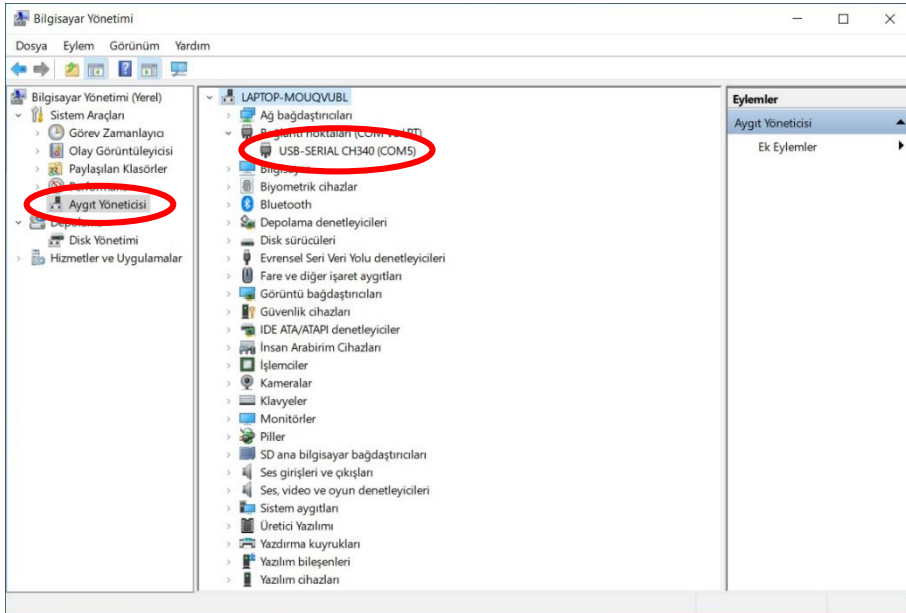 Bilgisayar Yönetimi
Dosya Eylem Görünüm Yardım
Bilgisayar Yönetimi (Yerel)
Sistem Araçları
Görev Zamanlayıcı
Olay Görüntüleyicisi
Paylaşılan Klasörler
Aygıt Yöneticisi
Disk Yönetimi
Hizmetler ve Uygulamalar
LAPTOP-MOUQVUBL
Ağ bağdaştırıcıları
Bağlantı noktaları (COM
USB-SERIAL CH340 (COM5)
Bilgisayar
Biyometrik cihazlar
Bluetooth
Depolama denetleyicileri
Disk sürücüleri
Evrensel Seri Veri Yolu denetleyicileri
Fare ve diğer işaret aygıtları
Görüntü bağdaştırıcıları
Güvenlik cihazları
IDE ATA/ATAPI denetleyiciler
İnsan Arabirim Cihazları
İşlemciler
Kameralar
Klavyeler
Monitörler
Piller
SD ana bilgisayar bağdaştırıcıları
Ses girişleri ve çıkışları
Ses, video ve oyun denetleyicileri
Sistem aygıtları
Üretici Yazılımı
Yazdırma kuyrukları
Yazılım bileşenleri
Yazılım cihazları
Eylemler
Aygıt Yöneticisi
Ek Eylemler